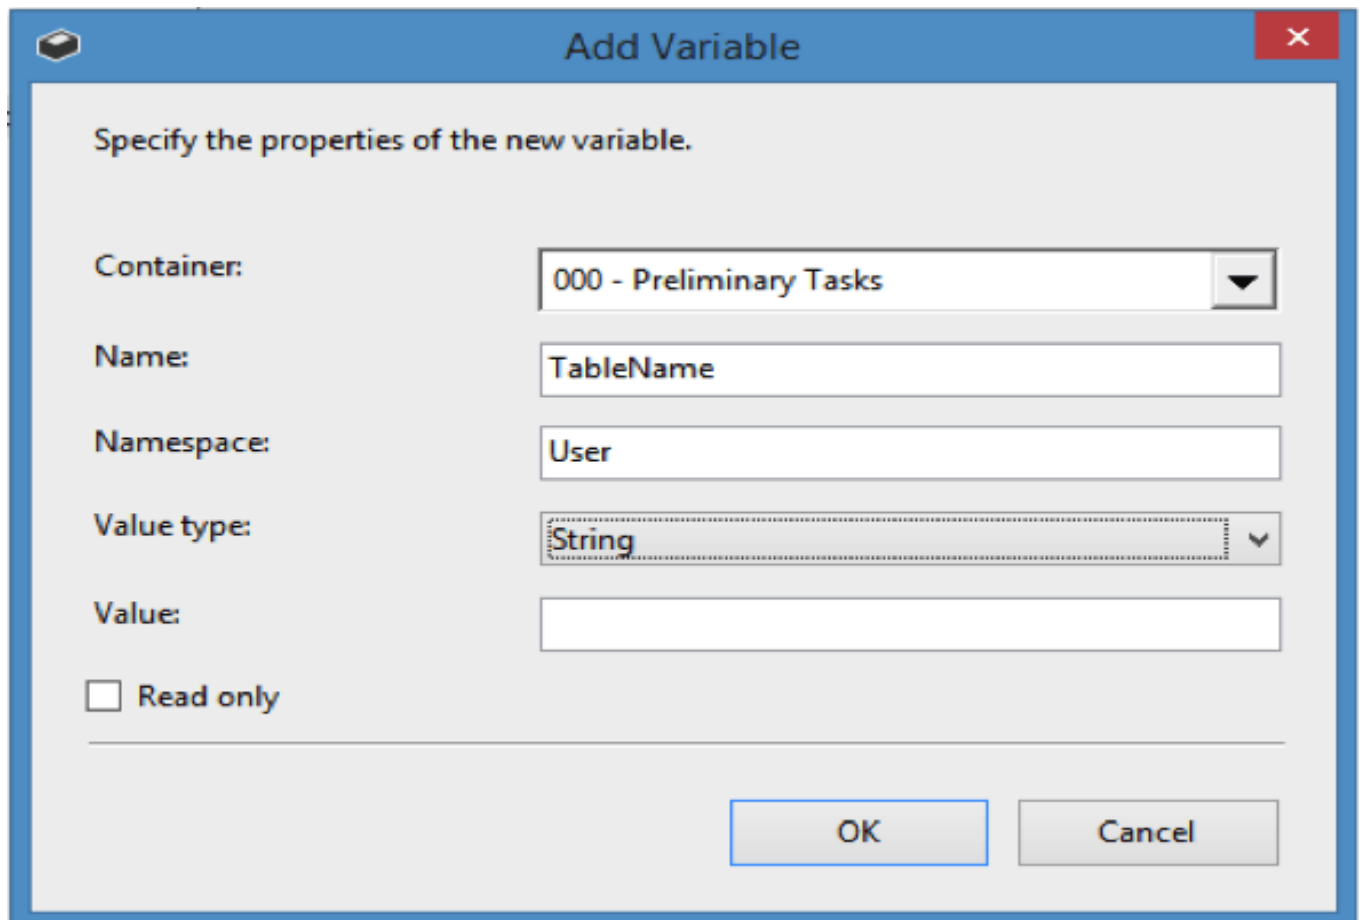 Add Variable
Specify the properties of the new variable.
Container:
000 - Preliminary Tasks
Name:
TableName
Namespace:
User
Value type:
String
Value:
Read only
OK
Cancel